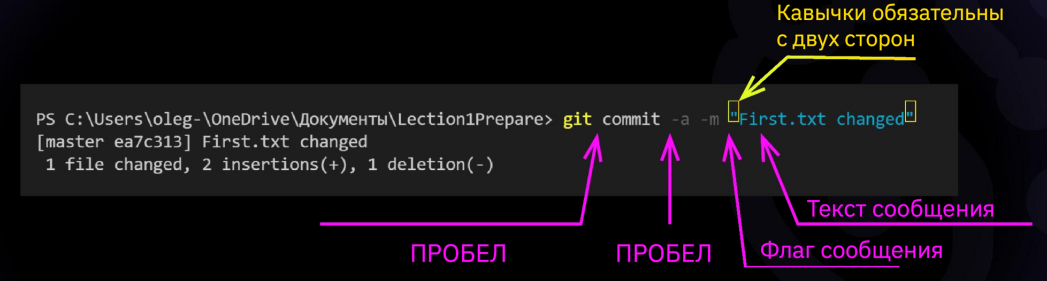 Кавычки обязательны
с двух сторон
PS C:\Users\oleg-\OneDrive\Документы\Lection1Prepare> git commit -a -m "First.txt changed"
[master ea7c313] First.txt changed
1 file changed, 2 insertions(+), 1 deletion(-)
Текст сообщения
ПРОБЕЛ
ПРОБЕЛ
Флаг сообщения